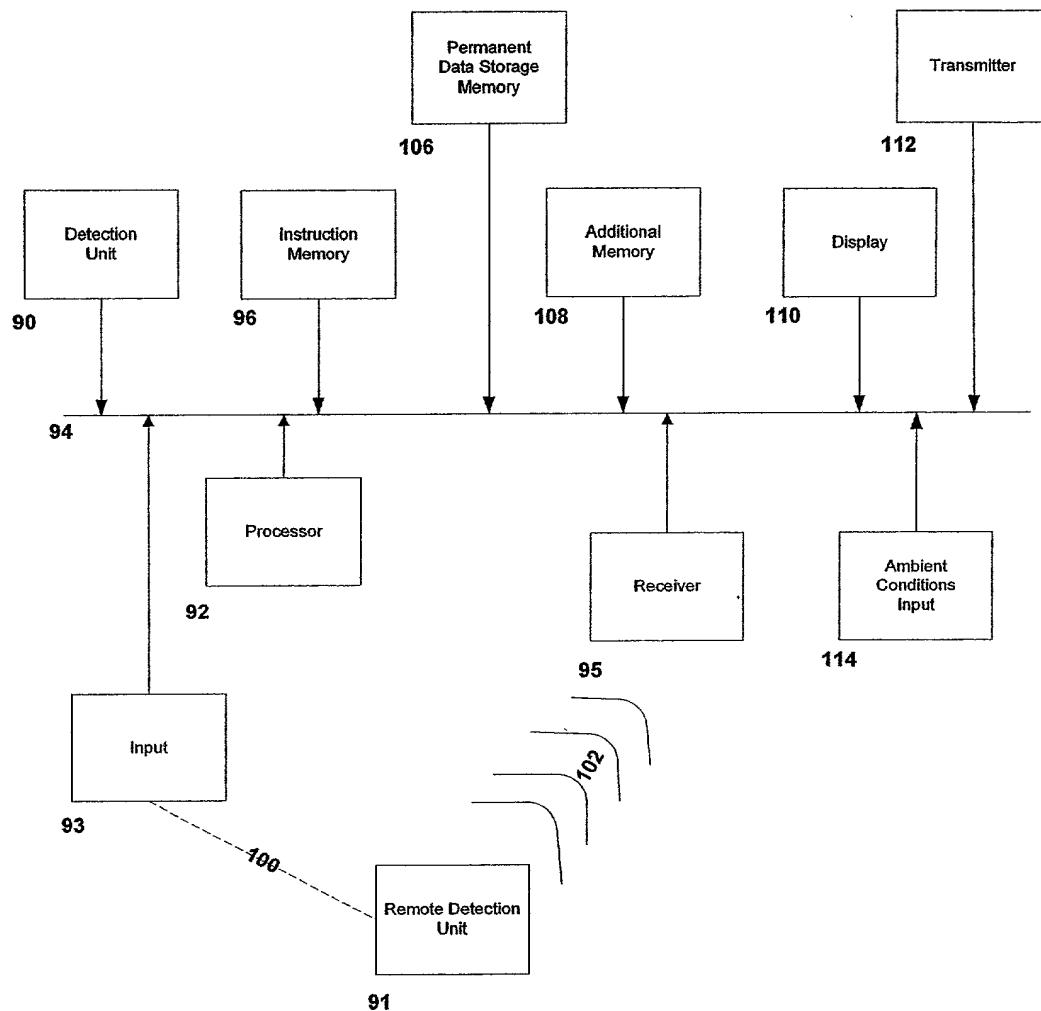 Permanent
Data Storage
Memory
106
Transmitter
112
Detection
Unit
90
Instruction
Memory
96
Additional
Memory
108
Display
110
94
Processor
92
Receiver
95
Ambient
Conditions
Input
114
Input
93
100
102
Remote Detection
Unit
91